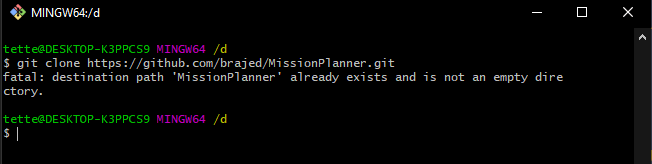 MINGW64:/d
tette@DESKTOP-K3PPCS9 MINGW64 /d
$ git clone https://github.com/brajed/MissionPlanner.git
fatal: destination path 'MissionPlanner' already exists and is not an empty dire
ctory.
tette@DESKTOP-K3PPCS9 MINGW64 /d
$